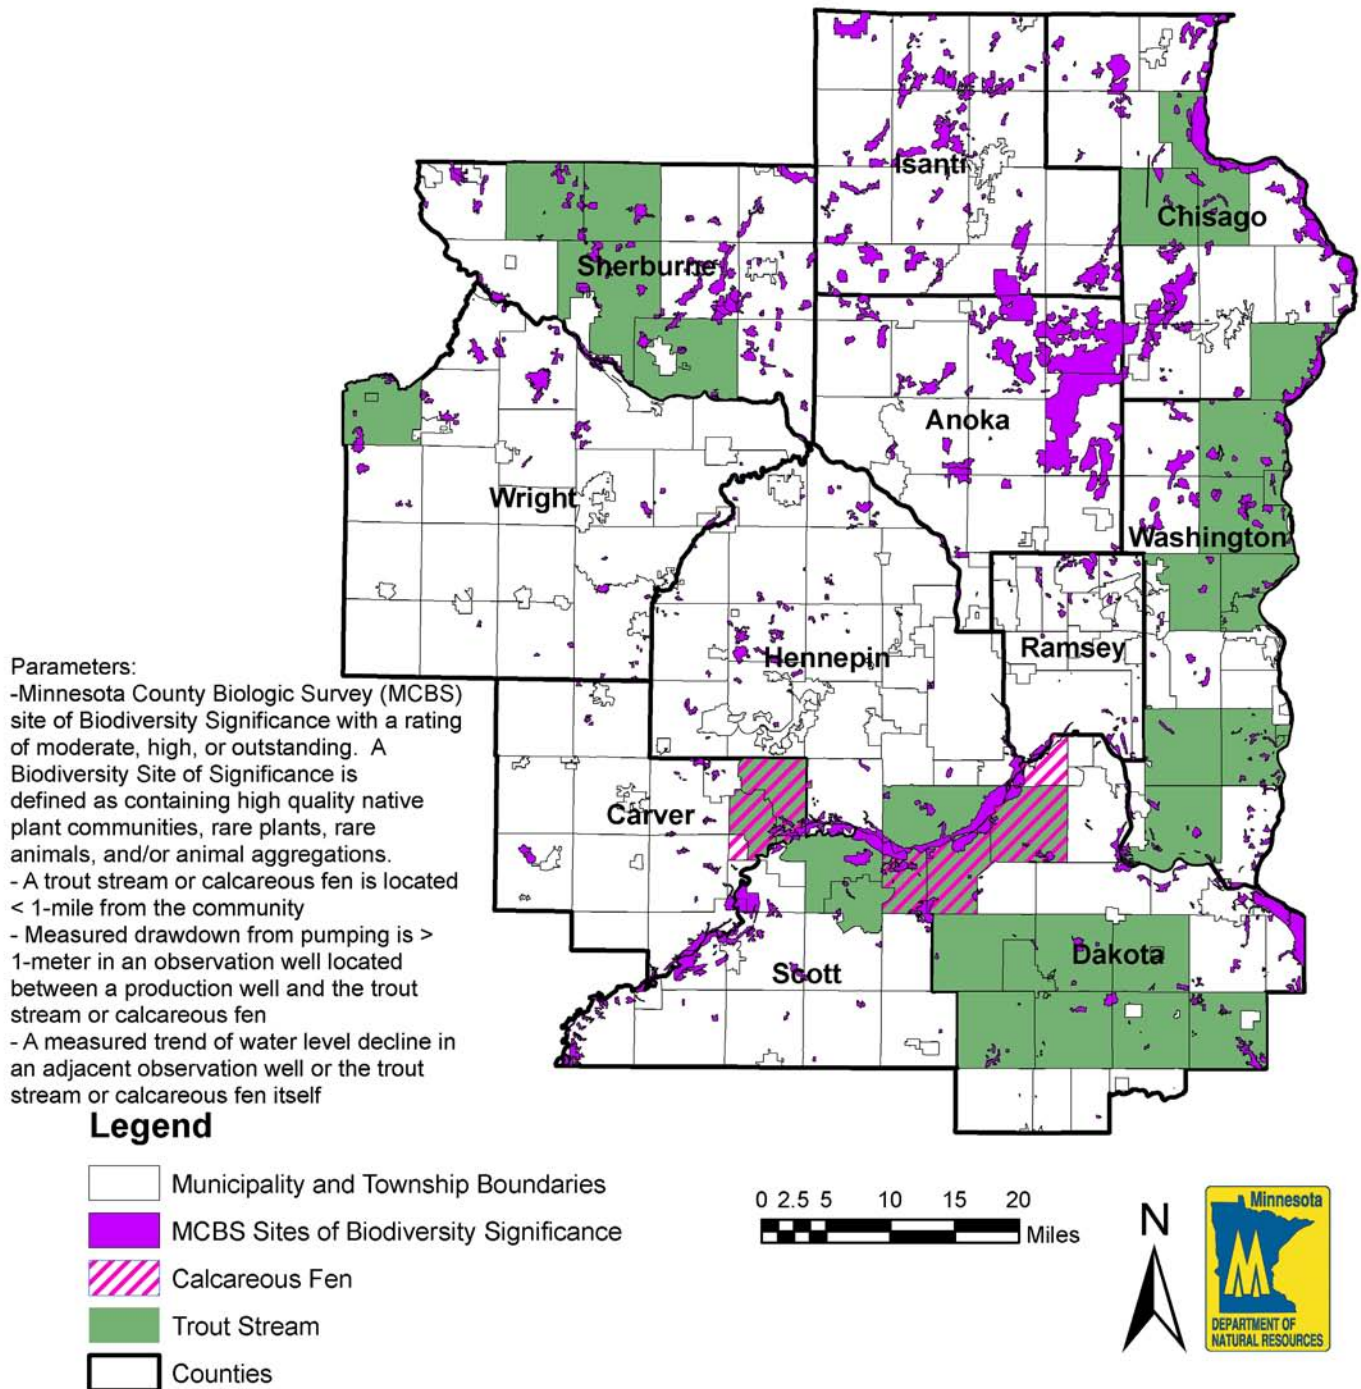 Isanti
Chisago
Sherburne
Anoka
Wright
Washington
Hennepin
Ramsey
Carver
Scott
Dakota
Parameters:
-Minnesota County Biologic Survey (MCBS)
site of Biodiversity Significance with a rating
of moderate, high, or outstanding.  A
Biodiversity Site of Significance is
defined as containing high quality native
plant communities, rare plants, rare
animals, and/or animal aggregations.
- A trout stream or calcareous fen is located
< 1-mile from the community
- Measured drawdown from pumping is >
1-meter in an observation well located
between a production well and the trout
stream or calcareous fen
- A measured trend of water level decline in
an adjacent observation well or the trout
stream or calcareous fen itself
Legend
Municipality and Township Boundaries
MCBS Sites of Biodiversity Significance
Calcareous Fen
Trout Stream
Counties
0 2.5 5 10 15 20
Miles
N
Minnesota
DEPARTMENT OF
NATURAL RESOURCES